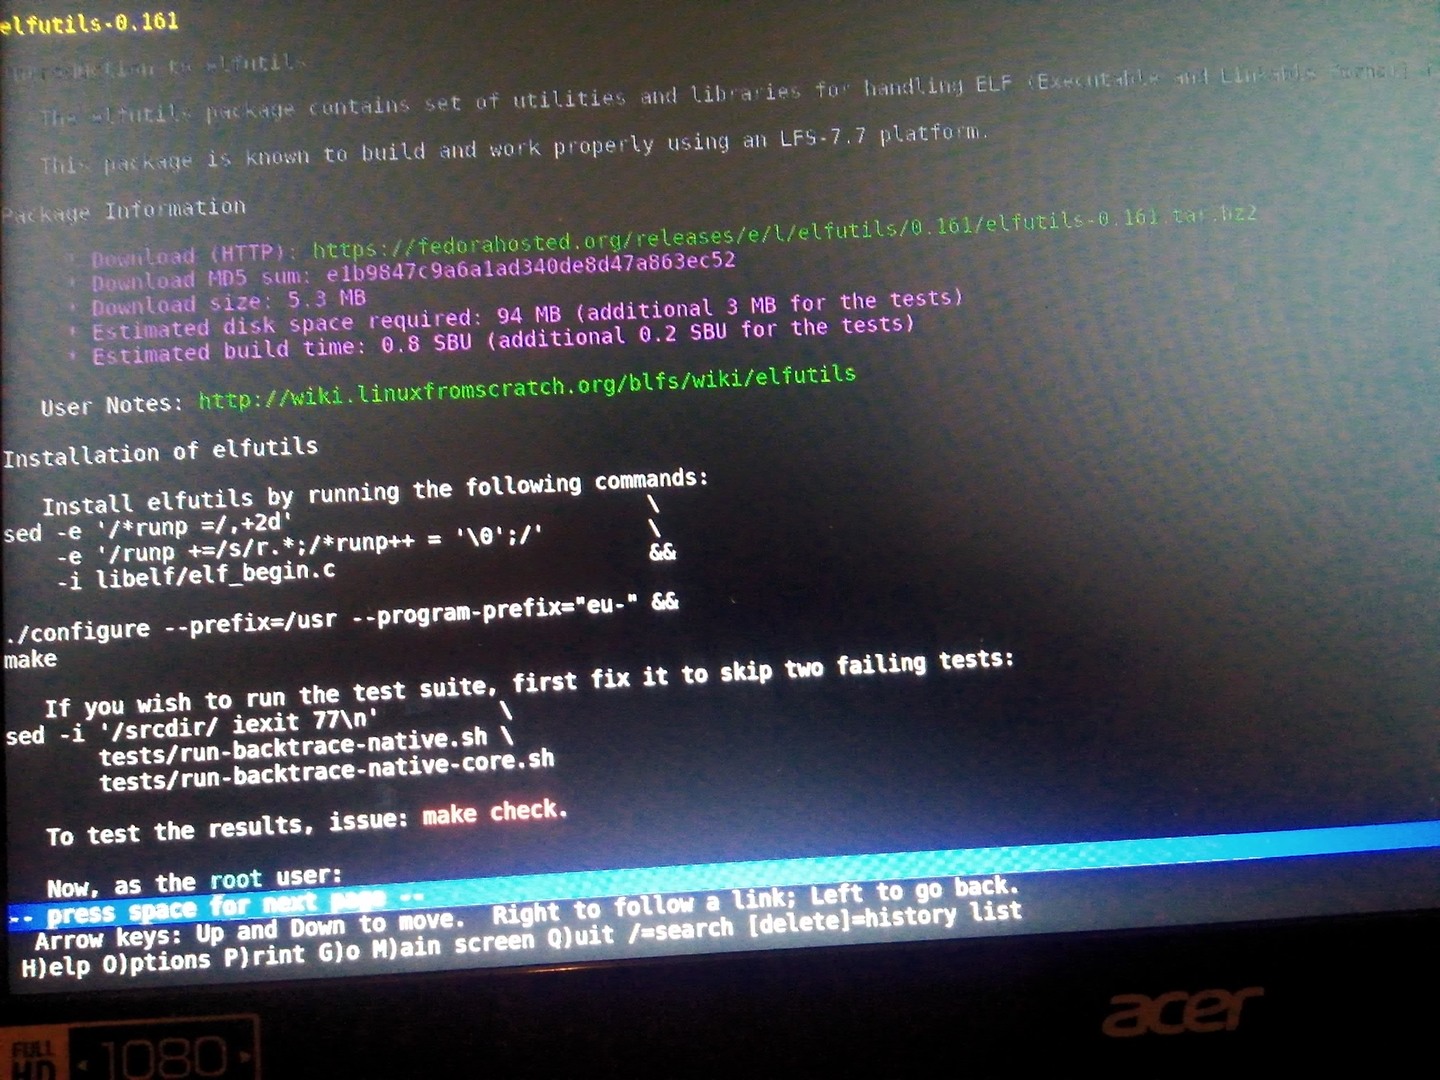 elfutils-0.161
Introduction to elfutils
The elfutils package contains set of utilities and libraries for handling ELF (Executable and Linkable Format)
This package is known to build and work properly using an LFS-7.7 platform.
Package Information
* Download (HTTP): https://fedorahosted.org/releases/e/l/elfutils/0.161/elfutils-0.161.tar.bz2
* Download MD5 sum: e1b9847c9a6a1ad340de8d47a863ec52
* Download size: 5.3 MB
* Estimated disk space required: 94 MB (additional 3 MB for the tests)
* Estimated build time: 0.8 SBU (additional 0.2 SBU for the tests)
User Notes: http://wiki.linuxfromscratch.org/blfs/wiki/elfutils
Installation of elfutils
Install elfutils by running the following commands:
sed -e '/*runp =/,+2d' \
-e '/runp +=/s/r.*;/*runp++ = '\0';/' \
-i libelf/elf_begin.c &&
./configure --prefix=/usr --program-prefix="eu-" &&
make
If you wish to run the test suite, first fix it to skip two failing tests:
sed -i '/srcdir/ iexit 77\n' \
tests/run-backtrace-native.sh \
tests/run-backtrace-native-core.sh
To test the results, issue: make check.
Now, as the root user:
-- press space for next page --
Arrow keys: Up and Down to move. Right to follow a link; Left to go back.
H)elp O)ptions P)rint G)o M)ain screen Q)uit /=search [delete]=history list
acer
FULL HD 1080